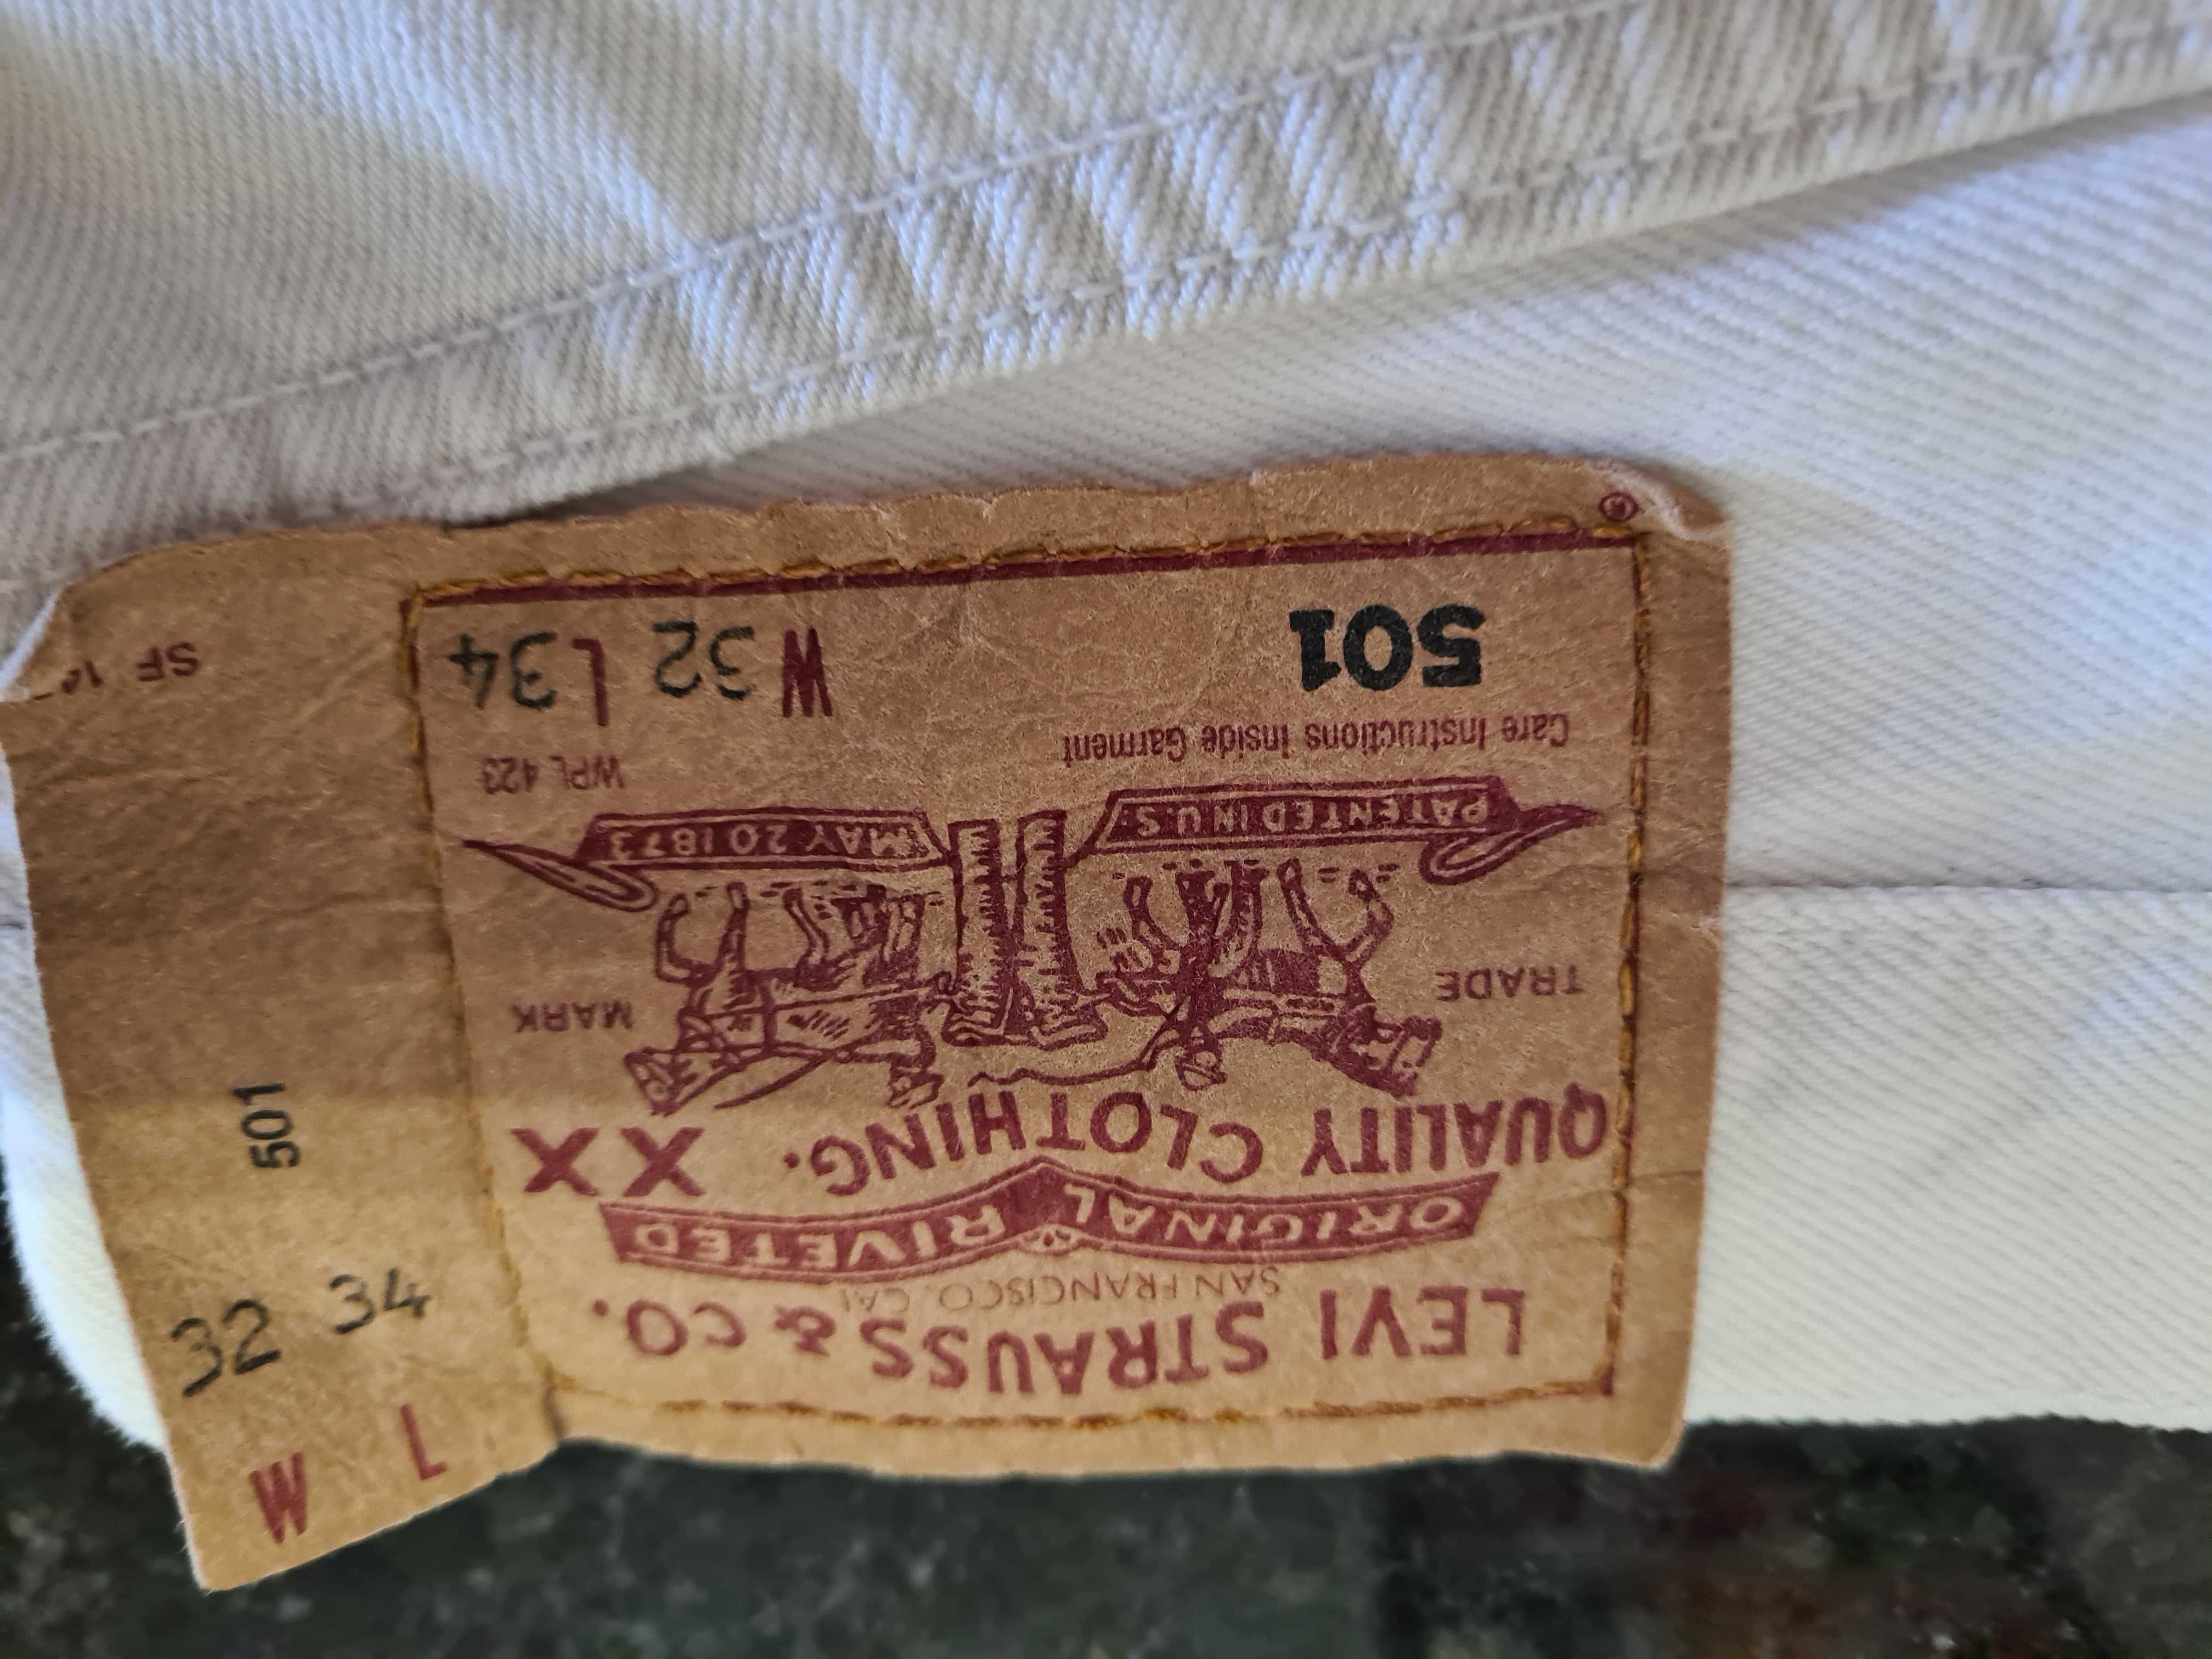 LEVI STRAUSS & CO.
SAN FRANCISCO, CAL
ORIGINAL RIVETED
QUALITY CLOTHING. XX
TRADE MARK
PATENTED IN U.S. MAY 20 1873
WPL 423
Care Instructions Inside Garment
501 W 32 L 34
®
W 32
L 34
501
SF